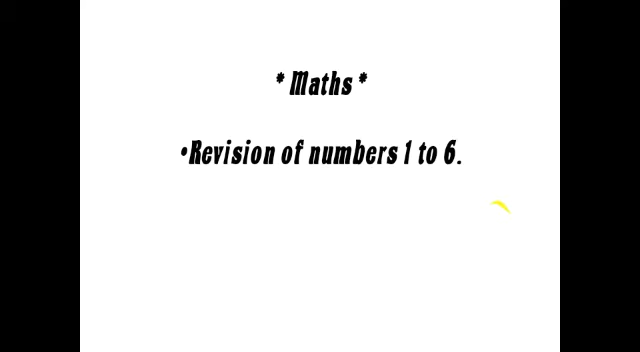 * Maths *
•Revision of numbers 1 to 6.